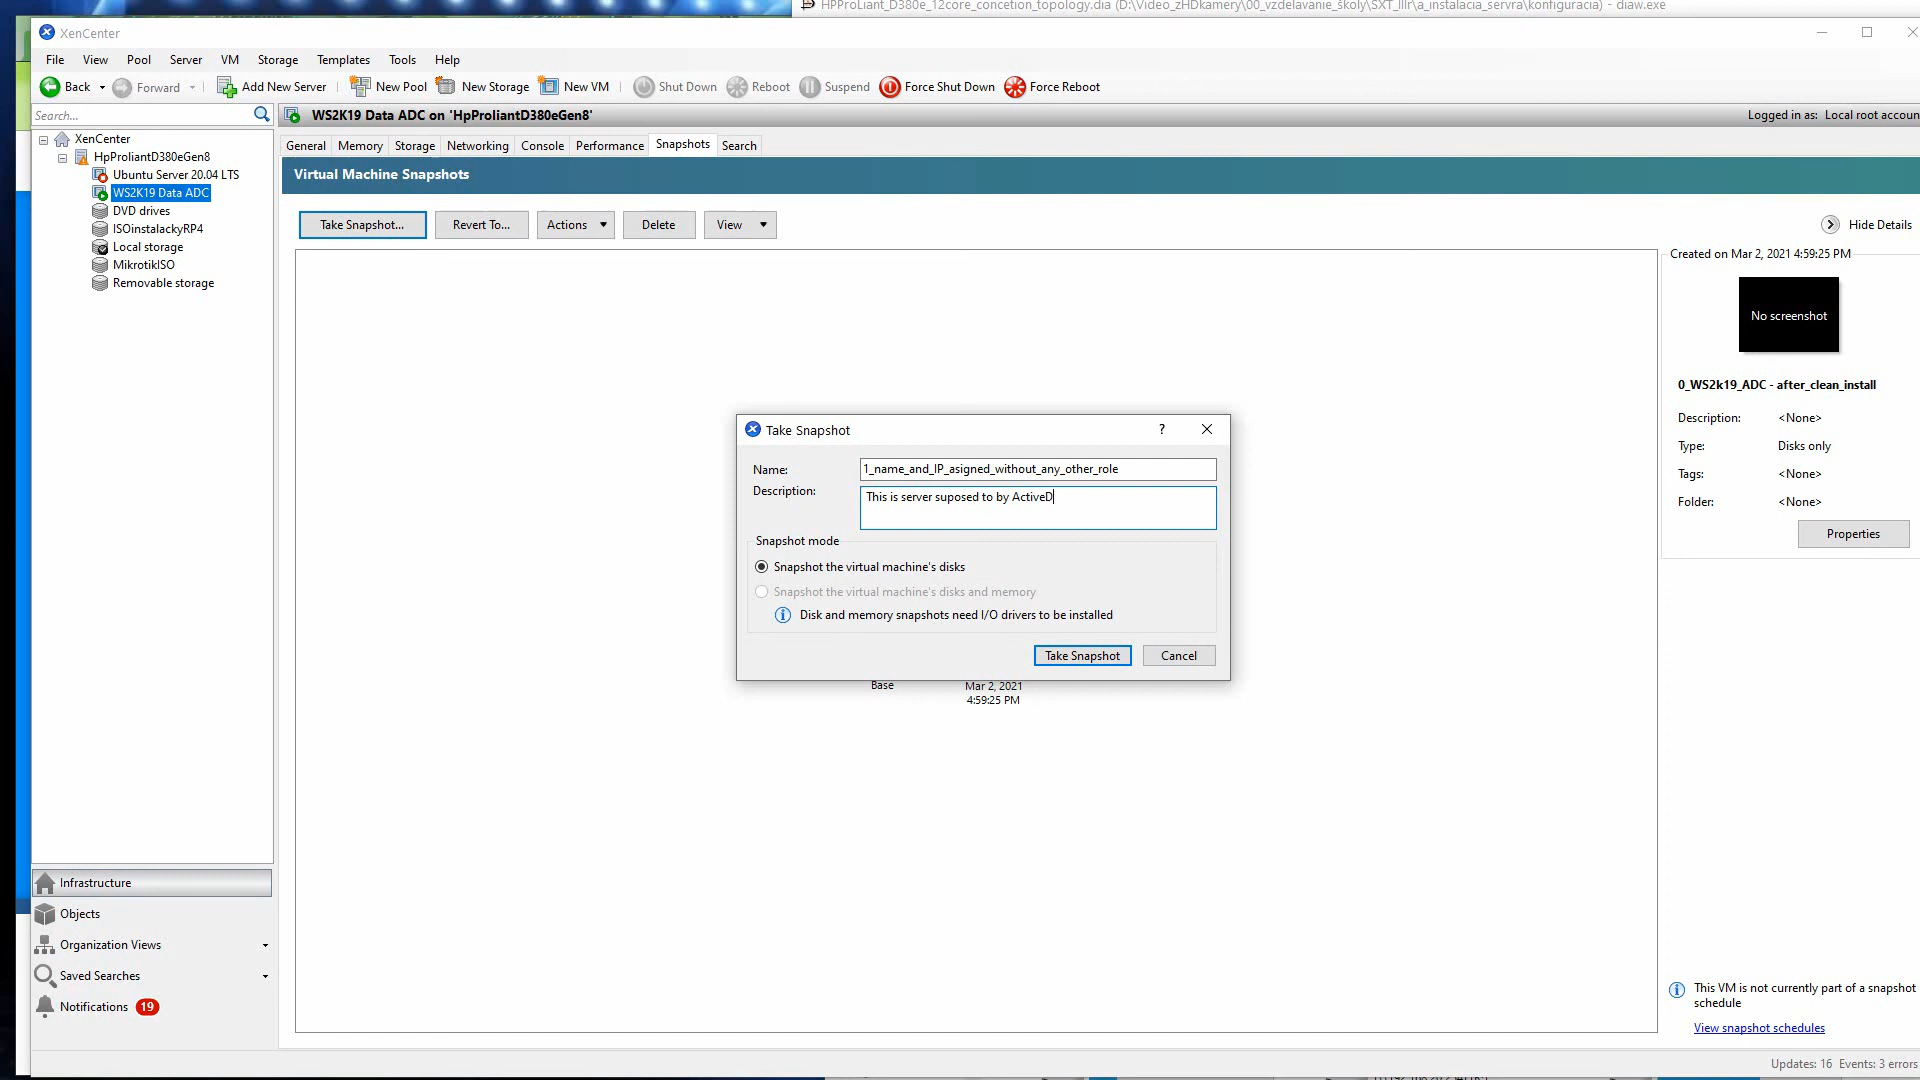 HPProLiant_D380e_12core_concetion_topology.dia (D:\Video_zHDkamery\00_vzdelavanie_školy\SXT_IIIr\a_instalacia_servra\konfiguracia) - diaw.exe
XenCenter
File View Pool Server VM Storage Templates Tools Help
Back Forward Add New Server New Pool New Storage New VM Shut Down Reboot Suspend Force Shut Down Force Reboot
Search...
WS2K19 Data ADC on 'HpProliantD380eGen8'
Logged in as: Local root accoun
XenCenter
HpProliantD380eGen8
Ubuntu Server 20.04 LTS
WS2K19 Data ADC
DVD drives
ISOinstalackyRP4
Local storage
MikrotikISO
Removable storage
General Memory Storage Networking Console Performance Snapshots Search
Virtual Machine Snapshots
Take Snapshot... Revert To... Actions Delete View
Hide Details
Created on Mar 2, 2021 4:59:25 PM
No screenshot
0_WS2k19_ADC - after_clean_install
Description: <None>
Type: Disks only
Tags: <None>
Folder: <None>
Properties
Take Snapshot
?
Name: 1_name_and_IP_asigned_without_any_other_role
Description: This is server suposed to by ActiveD
Snapshot mode
Snapshot the virtual machine's disks
Snapshot the virtual machine's disks and memory
Disk and memory snapshots need I/O drivers to be installed
Take Snapshot Cancel
Base
Mar 2, 2021
4:59:25 PM
Infrastructure
Objects
Organization Views
Saved Searches
Notifications 19
This VM is not currently part of a snapshot
schedule
View snapshot schedules
Updates: 16 Events: 3 errors